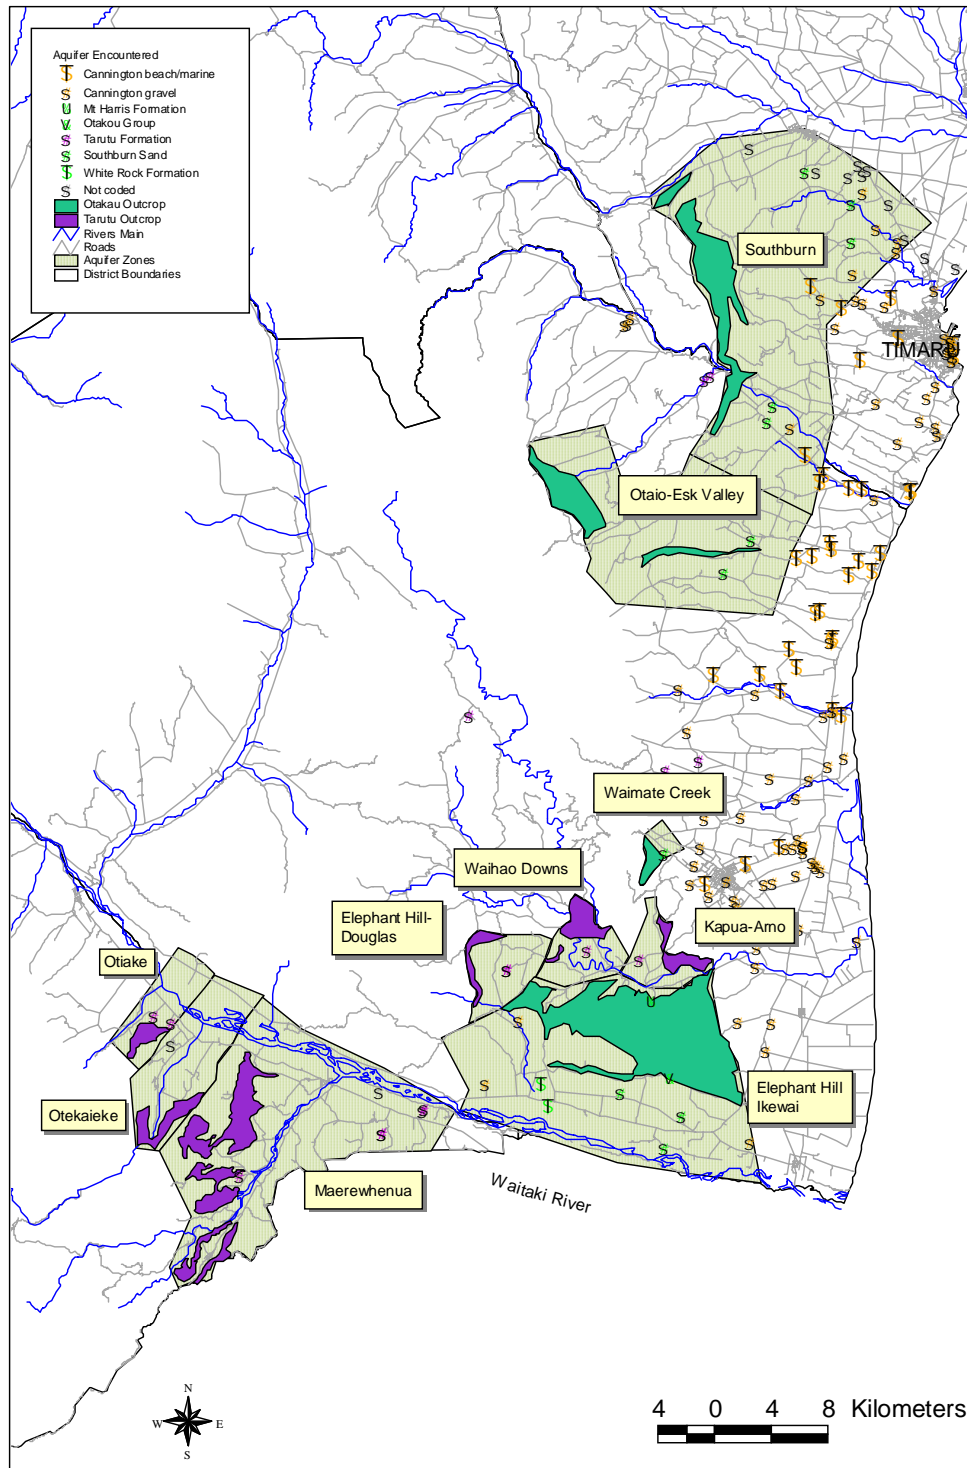 Aquifer Encountered
Cannington beach/marine
Cannington gravel
Mt Harris Formation
Otakou Group
Tarutu Formation
Southburn Sand
White Rock Formation
Not coded
Otakau Outcrop
Tarutu Outcrop
Rivers Main
Roads
Aquifer Zones
District Boundaries
Southburn
TIMARU
Otaio-Esk Valley
Waimate Creek
Waihao Downs
Elephant Hill-
Douglas
Kapua-Arno
Otiake
Otekaieke
Elephant Hill
Ikewai
Maerewhenua
Waitaki River
N
W E
S
4 0 4 8 Kilometers